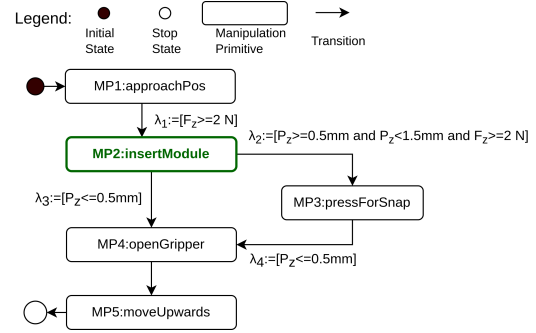 Legend:
Initial
State
Stop
State
Manipulation
Primitive
Transition
MP1:approachPos
λ1:=[Fz>=2 N]
λ2:=[Pz>=0.5mm and Pz<1.5mm and Fz>=2 N]
MP2:insertModule
λ3:=[Pz<=0.5mm]
MP3:pressForSnap
MP4:openGripper
λ4:=[Pz<=0.5mm]
MP5:moveUpwards